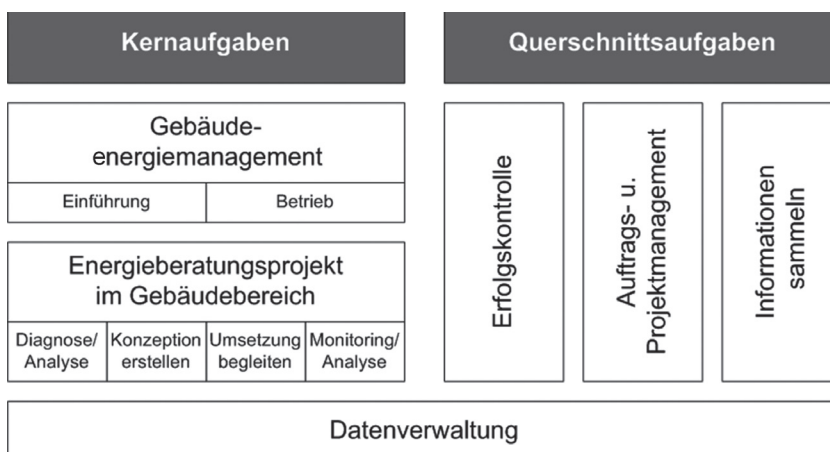 Kernaufgaben
Gebäude-
energiemanagement
Einführung
Betrieb
Energieberatungsprojekt
im Gebäudebereich
Diagnose/
Analyse
Konzeption
erstellen
Umsetzung
begleiten
Monitoring/
Analyse
Querschnittsaufgaben
Erfolgskontrolle
Auftrags- u.
Projektmanagement
Informationen
sammeln
Datenverwaltung